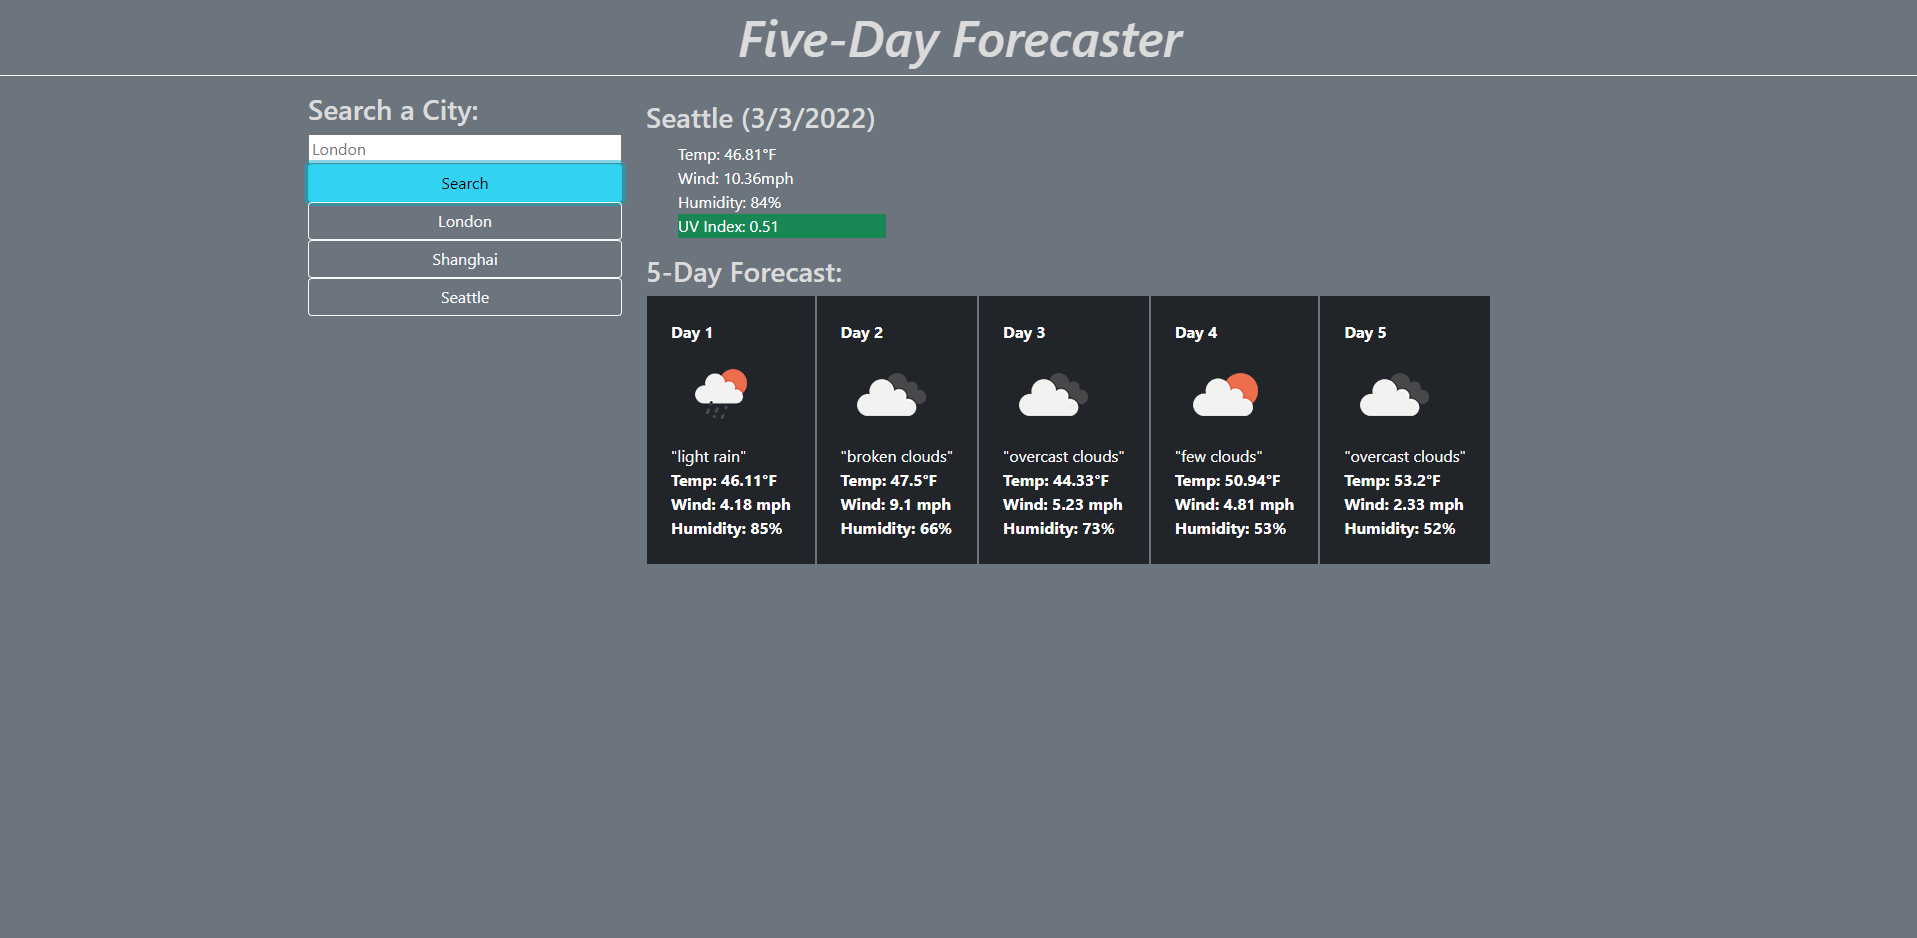 Five-Day Forecaster
Search a City:
London
Search
London
Shanghai
Seattle
Seattle (3/3/2022)
Temp: 46.81°F
Wind: 10.36mph
Humidity: 84%
UV Index: 0.51
5-Day Forecast:
Day 1
"light rain"
Temp: 46.11°F
Wind: 4.18 mph
Humidity: 85%
Day 2
"broken clouds"
Temp: 47.5°F
Wind: 9.1 mph
Humidity: 66%
Day 3
"overcast clouds"
Temp: 44.33°F
Wind: 5.23 mph
Humidity: 73%
Day 4
"few clouds"
Temp: 50.94°F
Wind: 4.81 mph
Humidity: 53%
Day 5
"overcast clouds"
Temp: 53.2°F
Wind: 2.33 mph
Humidity: 52%